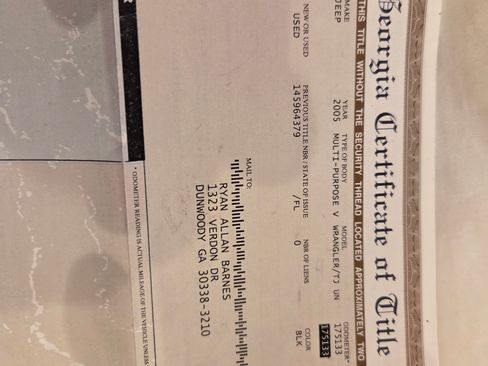 Georgia Certificate of Title
THIS TITLE WITHOUT THE SECURITY THREAD LOCATED APPROXIMATELY TWO
MAKE YEAR TYPE OF BODY MODEL ODOMETER*
JEEP 2005 MULTI-PURPOSE V WRANGLER/TJ UN 175133
175133
NEW OR USED PREVIOUS TITLE NBR / STATE OF ISSUE NBR OF LIENS COLOR
USED 145964379 /FL 0 BLK
MAIL TO:
RYAN ALLAN BARNES
1323 VERDON DR
DUNWOODY GA 30338-3210
* ODOMETER READING IS ACTUAL MILEAGE OF THE VEHICLE UNLESS